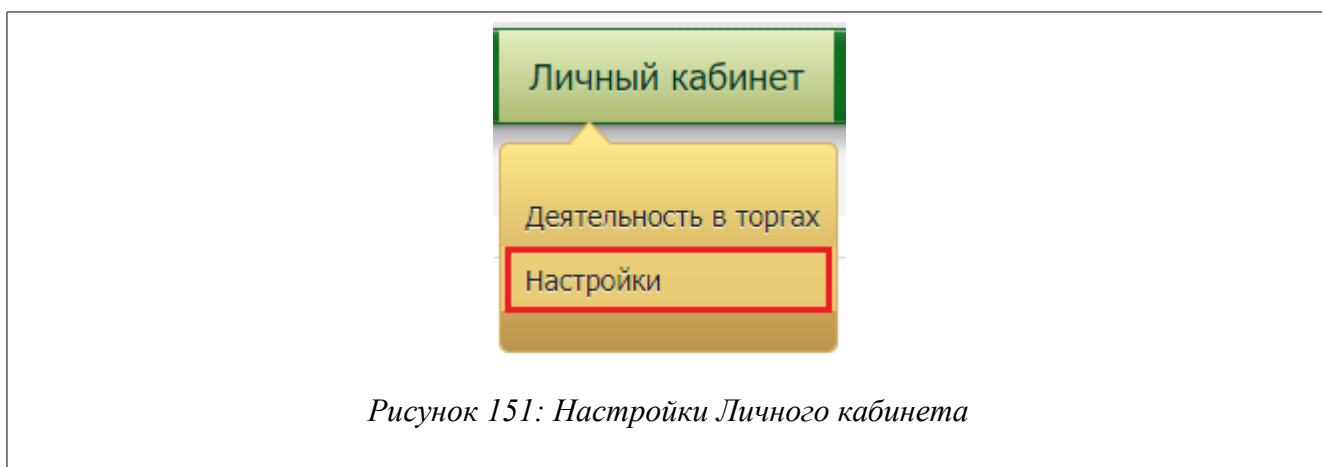 Личный кабинет
Деятельность в торгах
Настройки
Рисунок 151: Настройки Личного кабинета